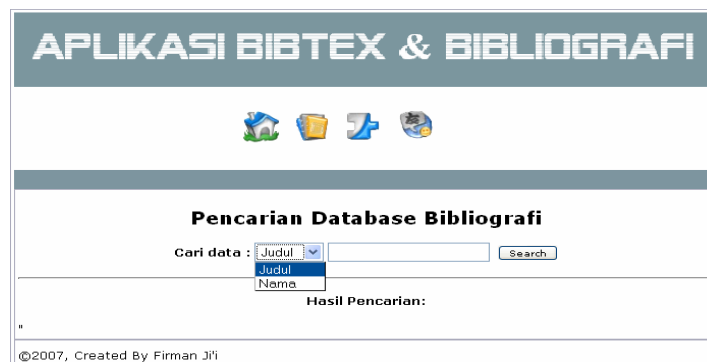 APLIKASI BIBTEX & BIBLIOGRAFI
Pencarian Database Bibliografi
Cari data : Judul Search
Judul
Nama
Hasil Pencarian:
"
©2007, Created By Firman Ji'i